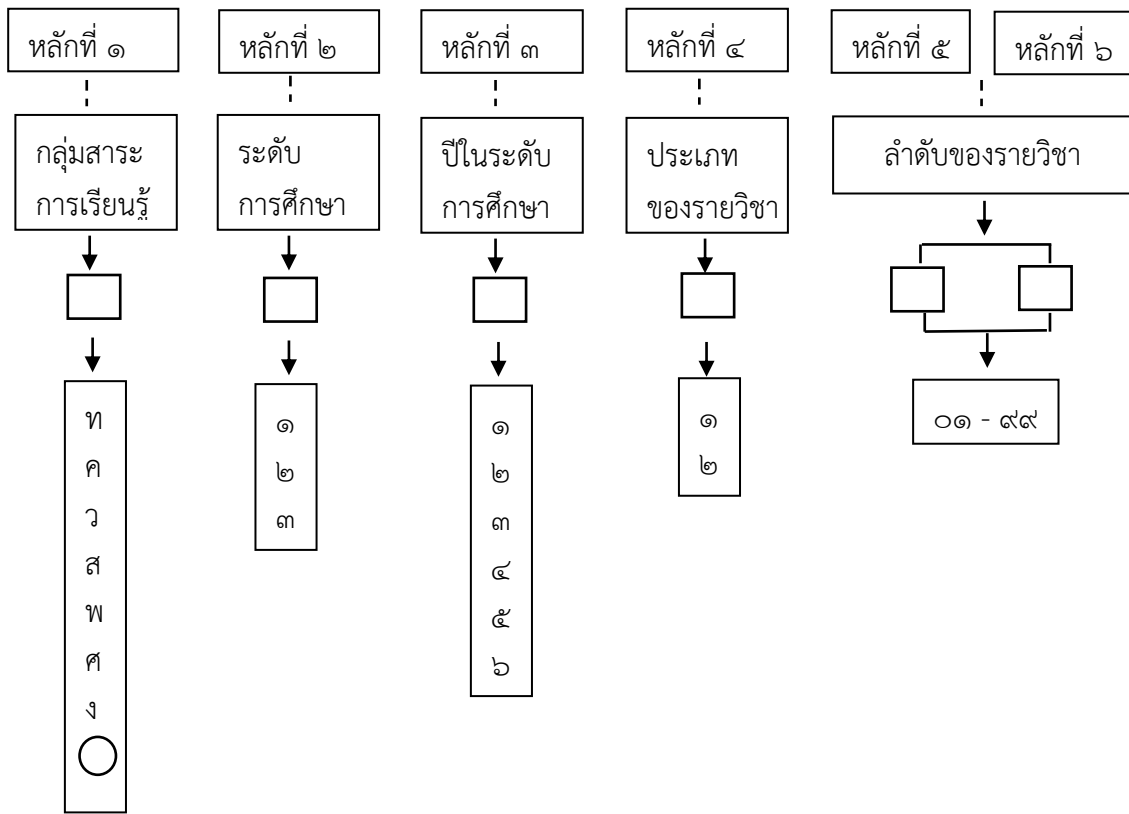 หลักที่ ๑
หลักที่ ๒
หลักที่ ๓
หลักที่ ๔
หลักที่ ๕
หลักที่ ๖
กลุ่มสาระ
การเรียนรู้
ระดับ
การศึกษา
ปีในระดับ
การศึกษา
ประเภท
ของรายวิชา
ลำดับของรายวิชา
ท
ค
ว
ส
พ
ศ
ง
๑
๒
๓
๑
๒
๓
๔
๕
๖
๑
๒
๐๑ - ๙๙